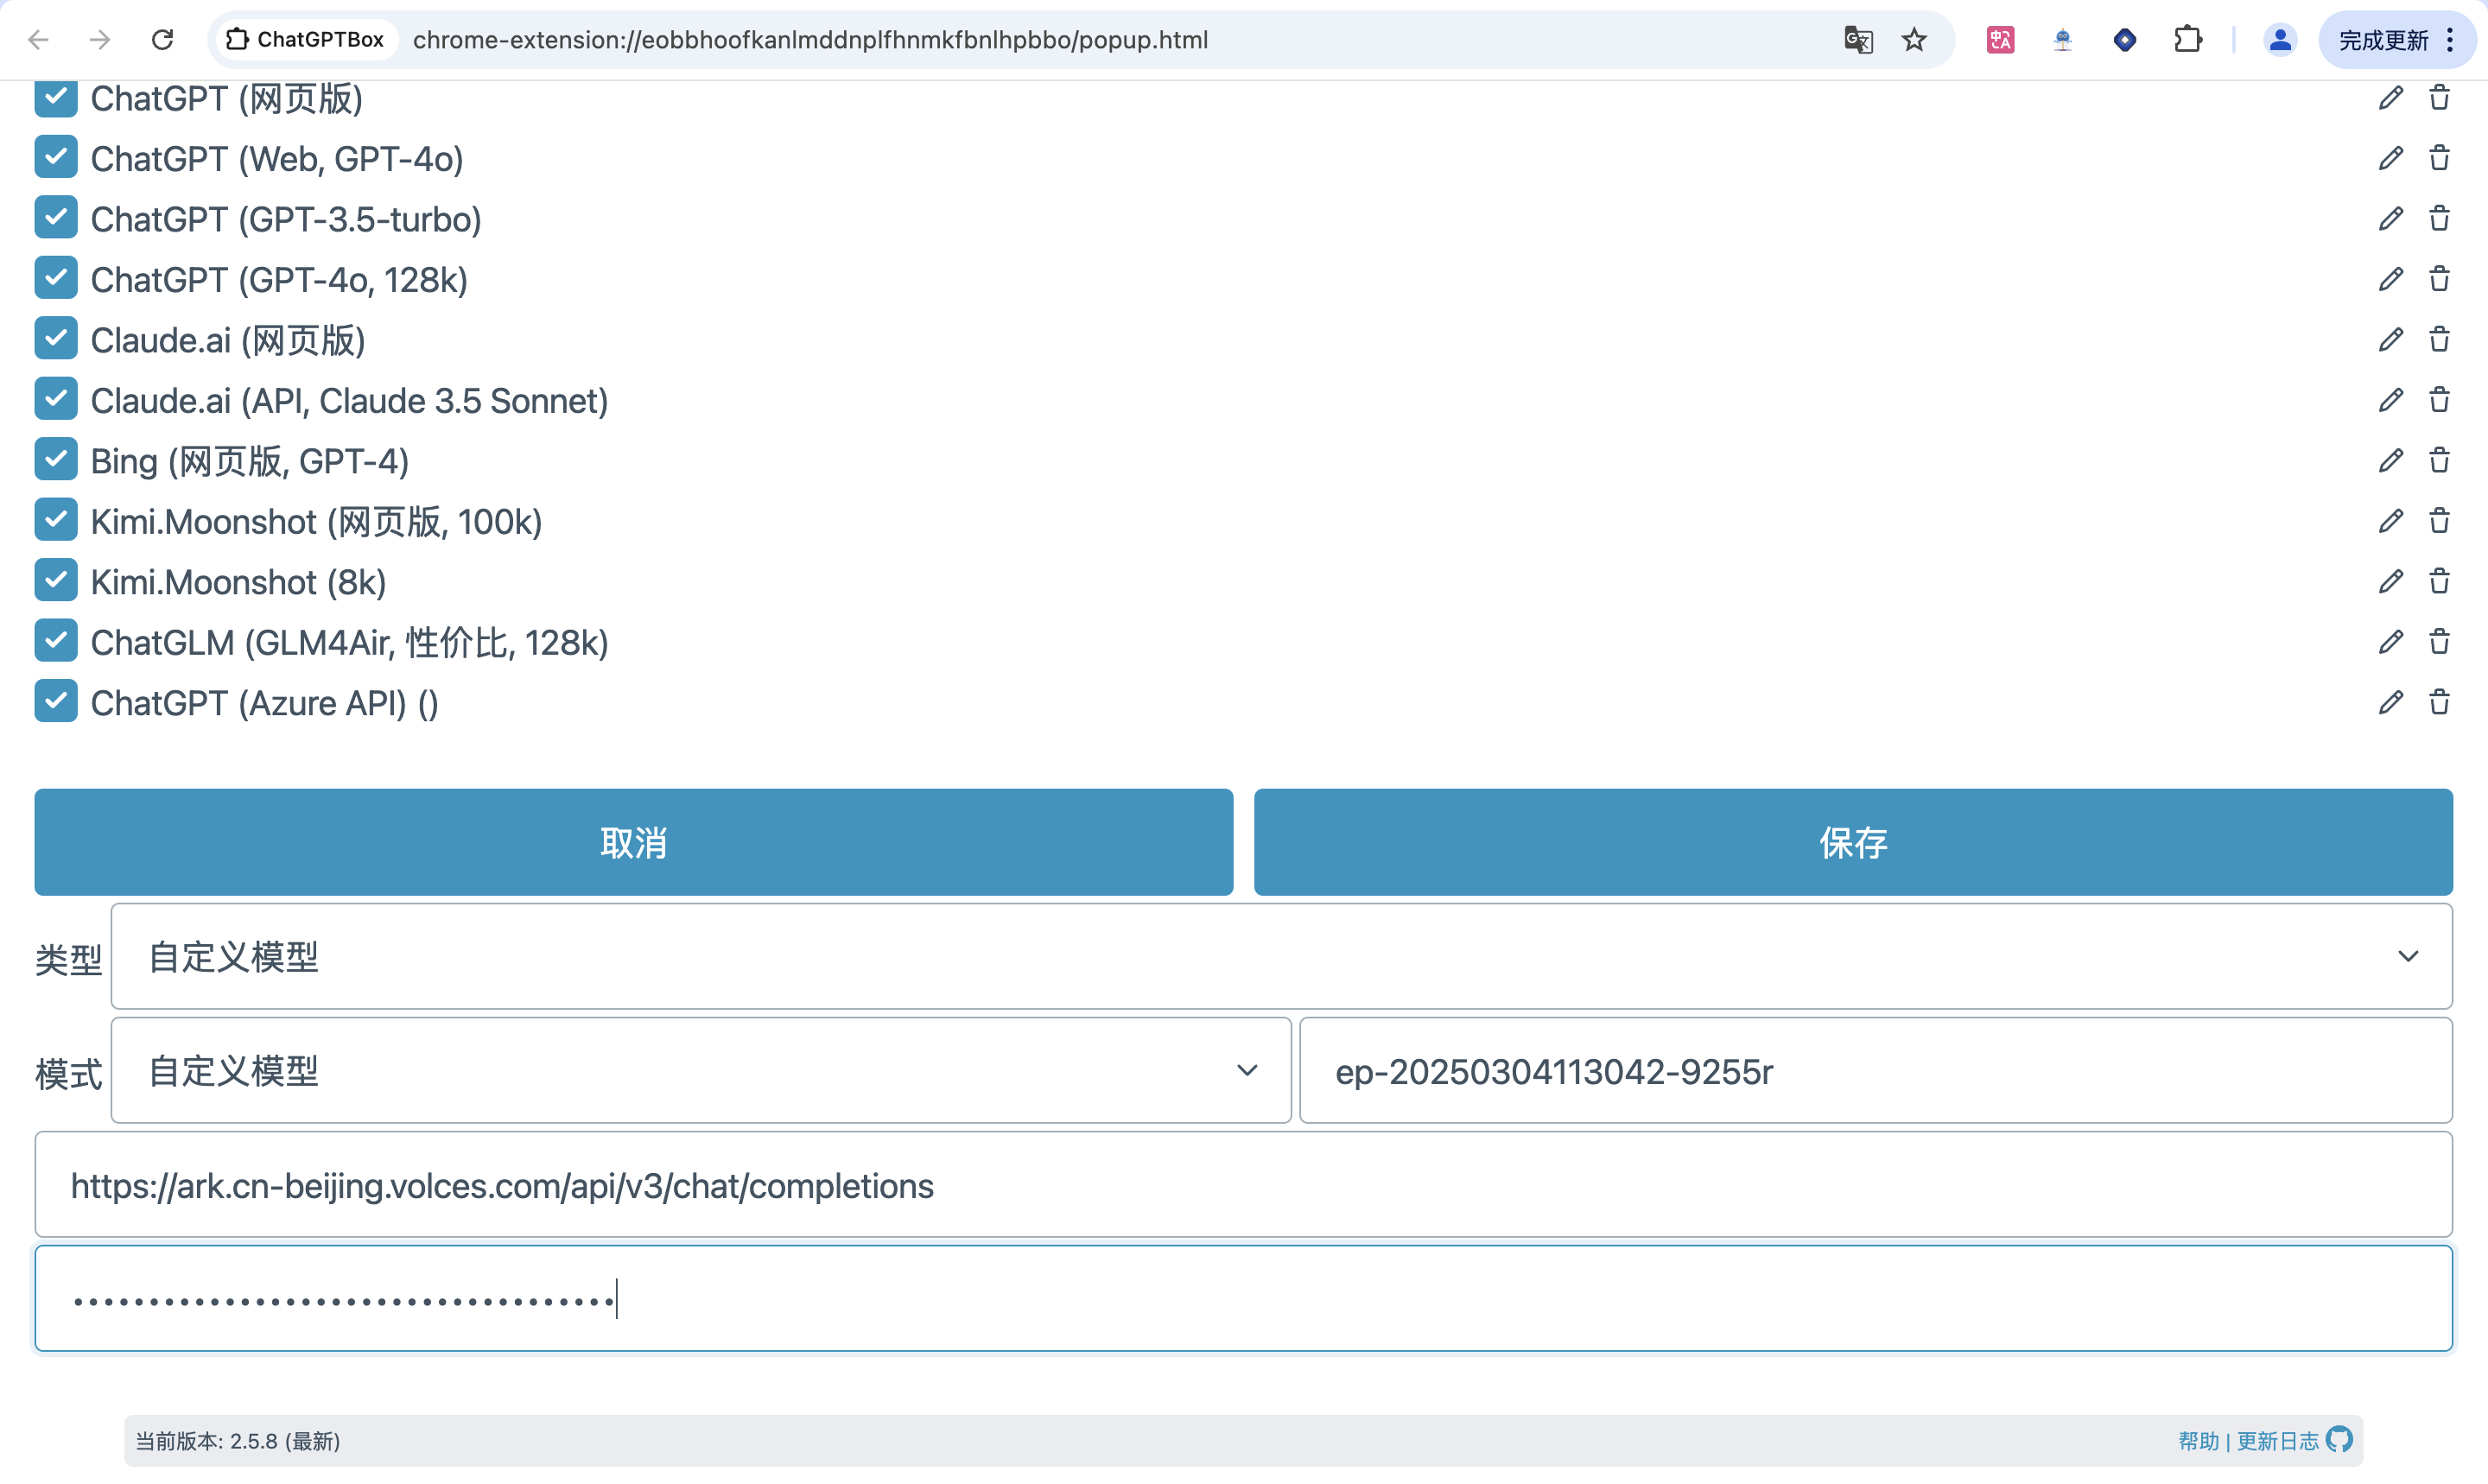 ChatGPTBox chrome-extension://eobbhoofkanlmddnplfhnmkfbnlhpbbo/popup.html 完成更新
ChatGPT (网页版)
ChatGPT (Web, GPT-4o)
ChatGPT (GPT-3.5-turbo)
ChatGPT (GPT-4o, 128k)
Claude.ai (网页版)
Claude.ai (API, Claude 3.5 Sonnet)
Bing (网页版, GPT-4)
Kimi.Moonshot (网页版, 100k)
Kimi.Moonshot (8k)
ChatGLM (GLM4Air, 性价比, 128k)
ChatGPT (Azure API) ()
取消 保存
类型 自定义模型
模式 自定义模型 ep-20250304113042-9255r
https://ark.cn-beijing.volces.com/api/v3/chat/completions
••••••••••••••••••••••••••••••••••••
当前版本: 2.5.8 (最新) 帮助 | 更新日志